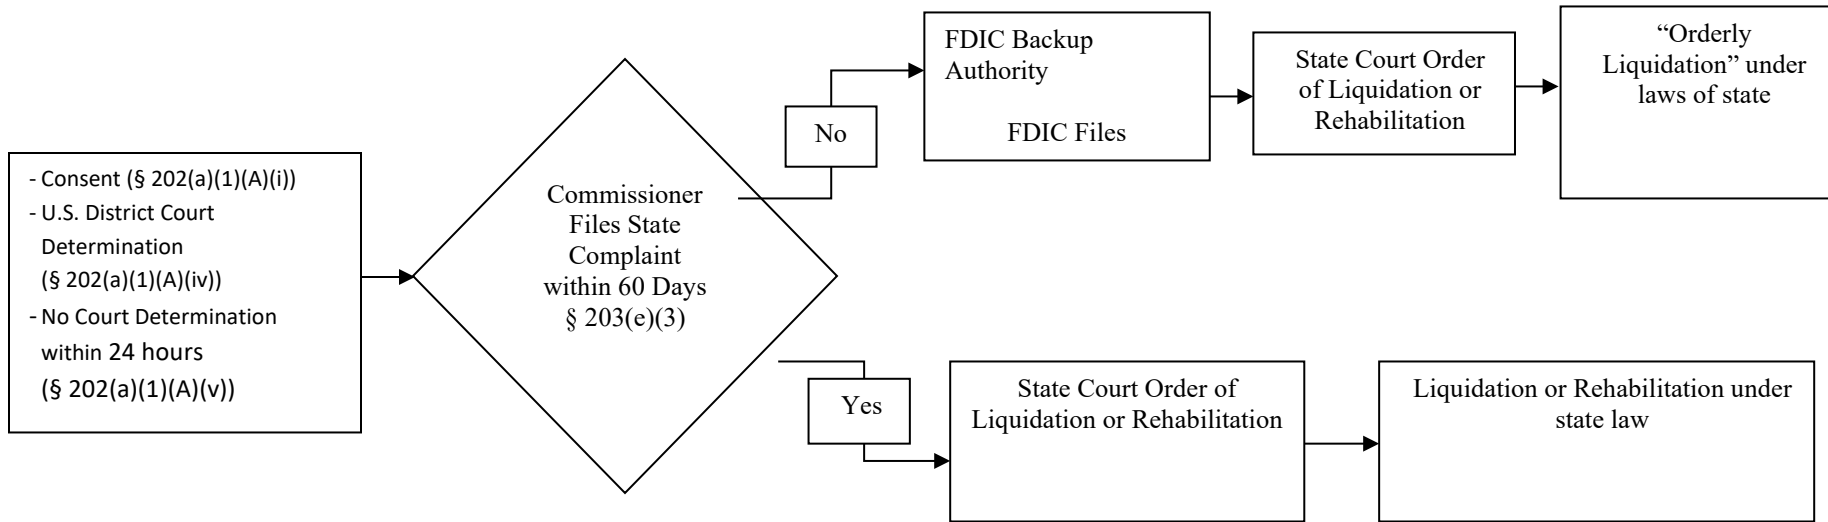 - Consent (§ 202(a)(1)(A)(i))
- U.S. District Court
Determination
(§ 202(a)(1)(A)(iv))
- No Court Determination
within 24 hours
(§ 202(a)(1)(A)(v))
Commissioner
Files State
Complaint
within 60 Days
§ 203(e)(3)
No
FDIC Backup
Authority
FDIC Files
State Court Order
of Liquidation or
Rehabilitation
“Orderly
Liquidation” under
laws of state
Yes
State Court Order of
Liquidation or Rehabilitation
Liquidation or Rehabilitation under
state law